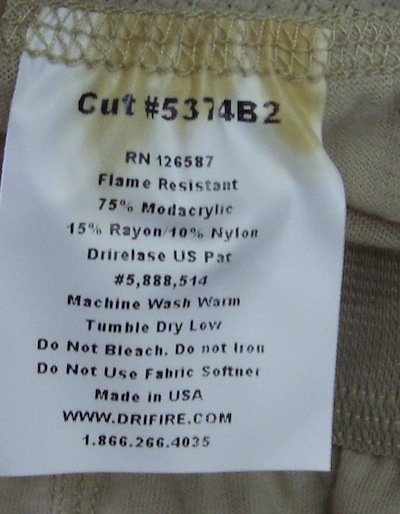 Cut #5374B2
RN 126587
Flame Resistant
75% Modacrylic
15% Rayon/10% Nylon
Drirelase US Pat
#5,888,514
Machine Wash Warm
Tumble Dry Low
Do Not Bleach. Do not Iron
Do Not Use Fabric Softner
Made in USA
WWW.DRIFIRE.COM
1.866.266.4035